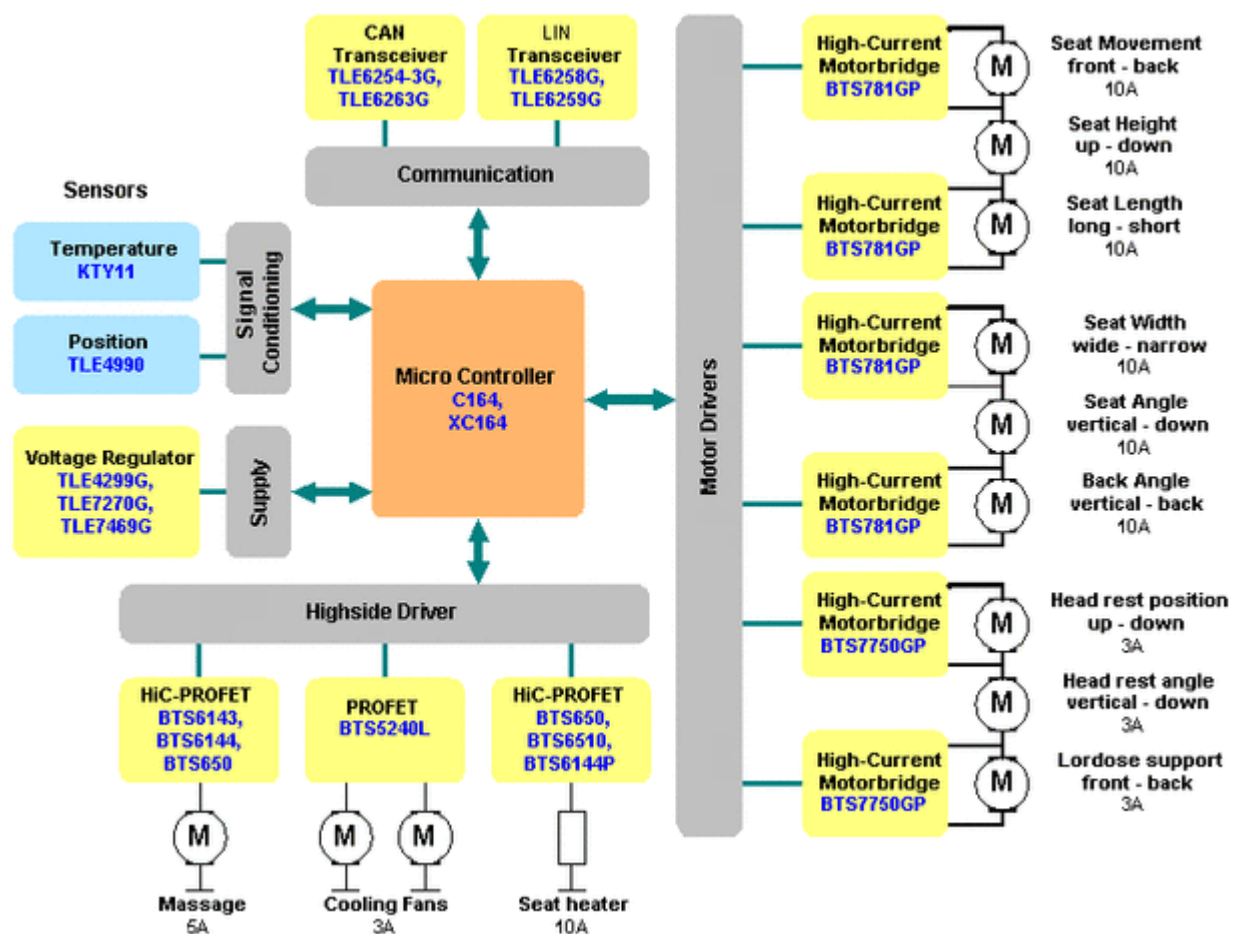 CAN
Transceiver
TLE6254-3G,
TLE6263G
LIN
Transceiver
TLE6258G,
TLE6259G
Communication
Sensors
Temperature
KTY11
Position
TLE4990
Signal
Conditioning
Voltage Regulator
TLE4299G,
TLE7270G,
TLE7469G
Supply
Micro Controller
C164,
XC164
Highside Driver
HiC-PROFET
BTS6143,
BTS6144,
BTS650
PROFET
BTS5240L
HiC-PROFET
BTS650,
BTS6510,
BTS6144P
M
M
M
Massage
5A
Cooling Fans
3A
Seat heater
10A
Motor Drivers
High-Current
Motorbridge
BTS781GP
M
Seat Movement
front - back
10A
M
Seat Height
up - down
10A
High-Current
Motorbridge
BTS781GP
M
Seat Length
long - short
10A
High-Current
Motorbridge
BTS781GP
M
Seat Width
wide - narrow
10A
M
Seat Angle
vertical - down
10A
High-Current
Motorbridge
BTS781GP
M
Back Angle
vertical - back
10A
High-Current
Motorbridge
BTS7750GP
M
Head rest position
up - down
3A
M
Head rest angle
vertical - down
3A
High-Current
Motorbridge
BTS7750GP
M
Lordose support
front - back
3A